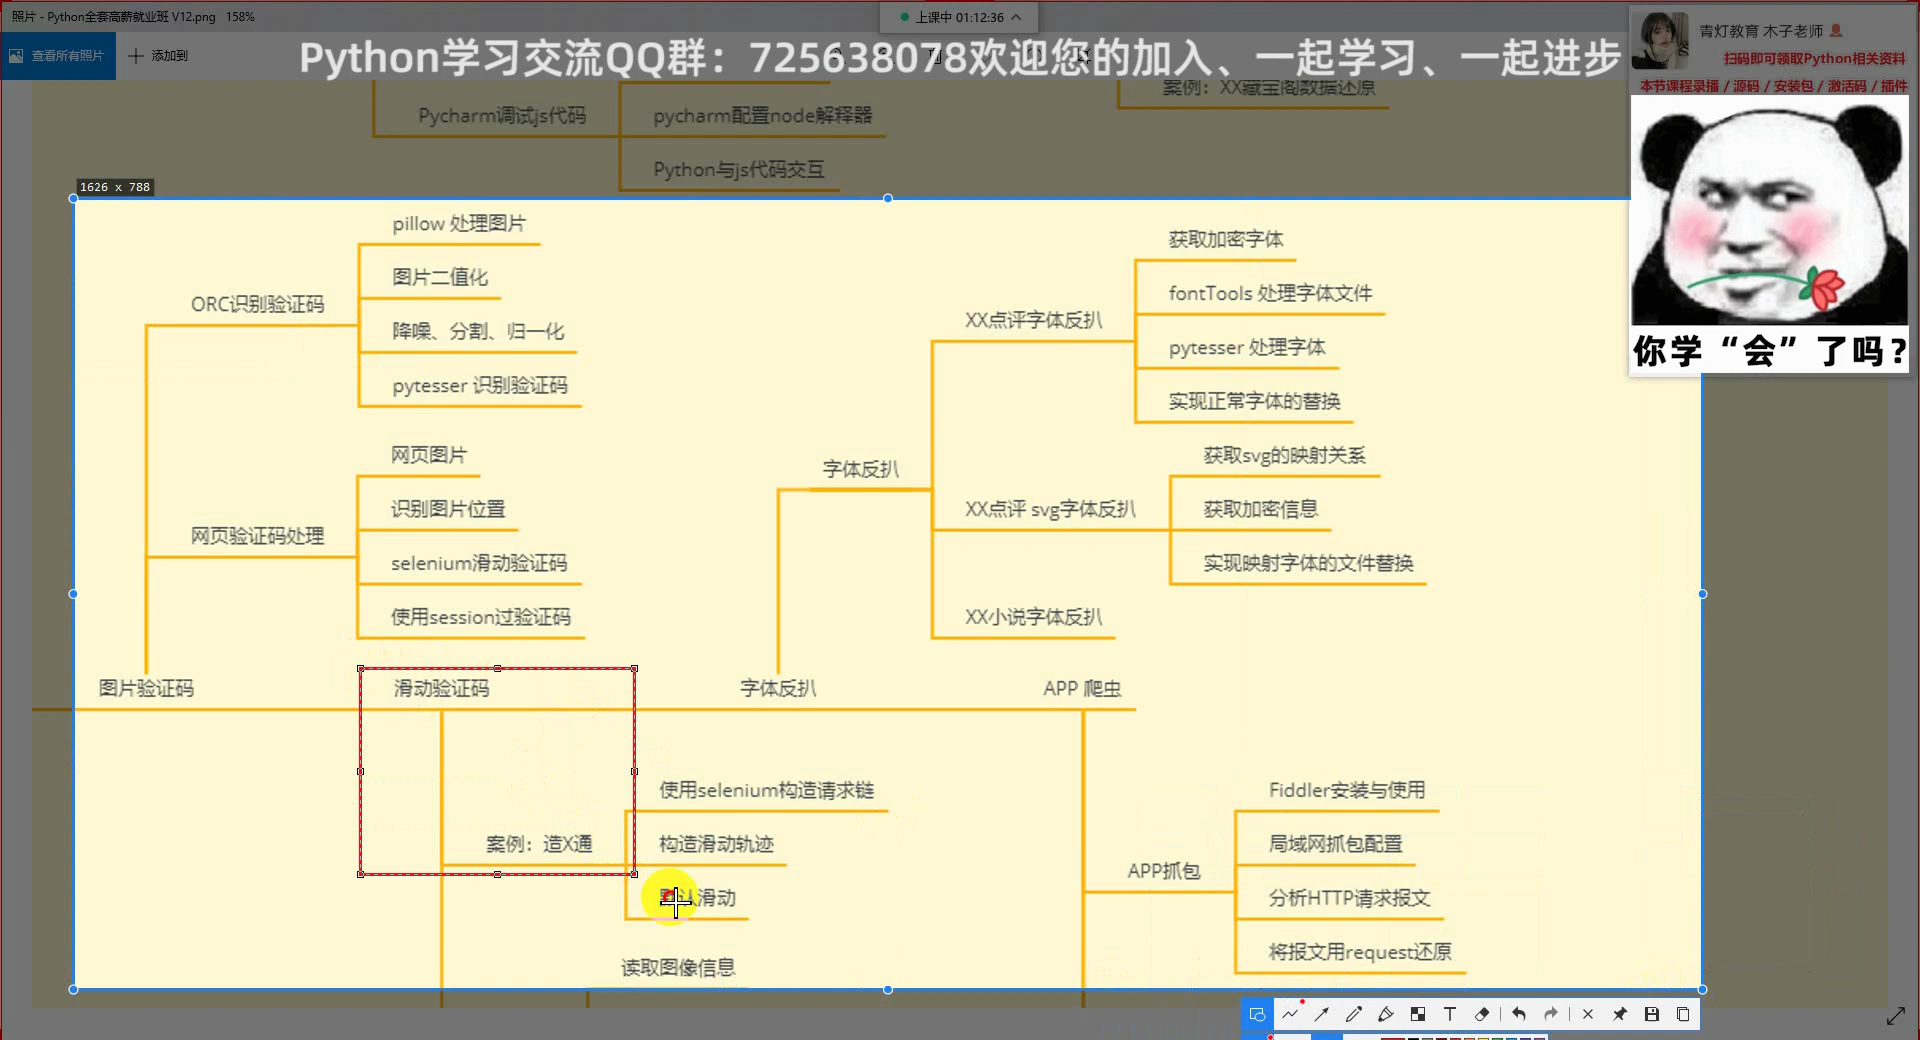 照片 - Python全套高薪就业班 V12.png 158%
上课中 01:12:36
查看所有照片
添加到
Python学习交流QQ群：725638078欢迎您的加入、一起学习、一起进步
青灯教育 木子老师
扫码即可领取Python相关资料
本节课程录播 / 源码 / 安装包 / 激活码 / 插件
案例：XX藏宝阁数据还原
Pycharm调试js代码
pycharm配置node解释器
Python与js代码交互
1626 x 788
pillow 处理图片
图片二值化
ORC识别验证码
降噪、分割、归一化
pytesser 识别验证码
网页图片
识别图片位置
网页验证码处理
selenium滑动验证码
使用session过验证码
获取加密字体
fontTools 处理字体文件
XX点评字体反扒
pytesser 处理字体
实现正常字体的替换
字体反扒
获取svg的映射关系
XX点评 svg字体反扒
获取加密信息
实现映射字体的文件替换
XX小说字体反扒
图片验证码
滑动验证码
字体反扒
APP 爬虫
使用selenium构造请求链
案例：造X通
构造滑动轨迹
认滑动
读取图像信息
Fiddler安装与使用
局域网抓包配置
APP抓包
分析HTTP请求报文
将报文用request还原
你学“会”了吗？